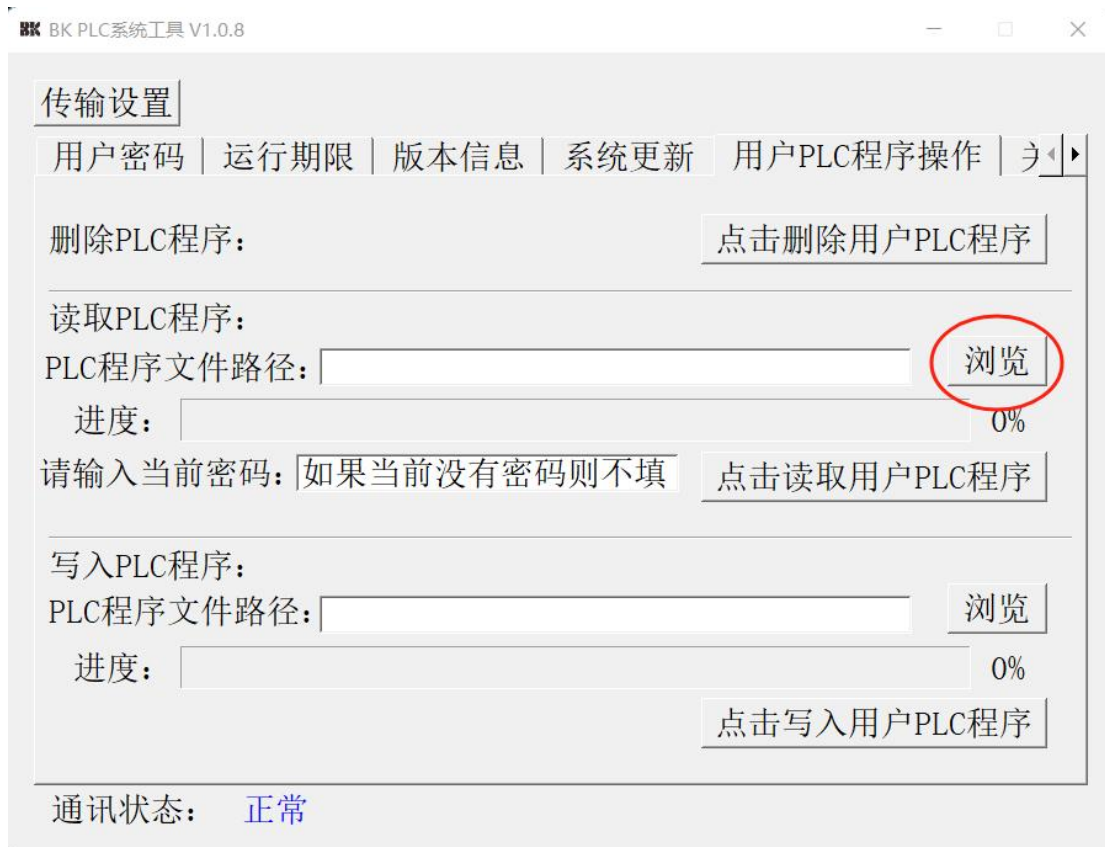 BK BK PLC系统工具 V1.0.8
传输设置
用户密码 运行期限 版本信息 系统更新 用户PLC程序操作
删除PLC程序： 点击删除用户PLC程序
读取PLC程序：
PLC程序文件路径： 浏览
进度： 0%
请输入当前密码： 如果当前没有密码则不填 点击读取用户PLC程序
写入PLC程序：
PLC程序文件路径： 浏览
进度： 0%
点击写入用户PLC程序
通讯状态： 正常